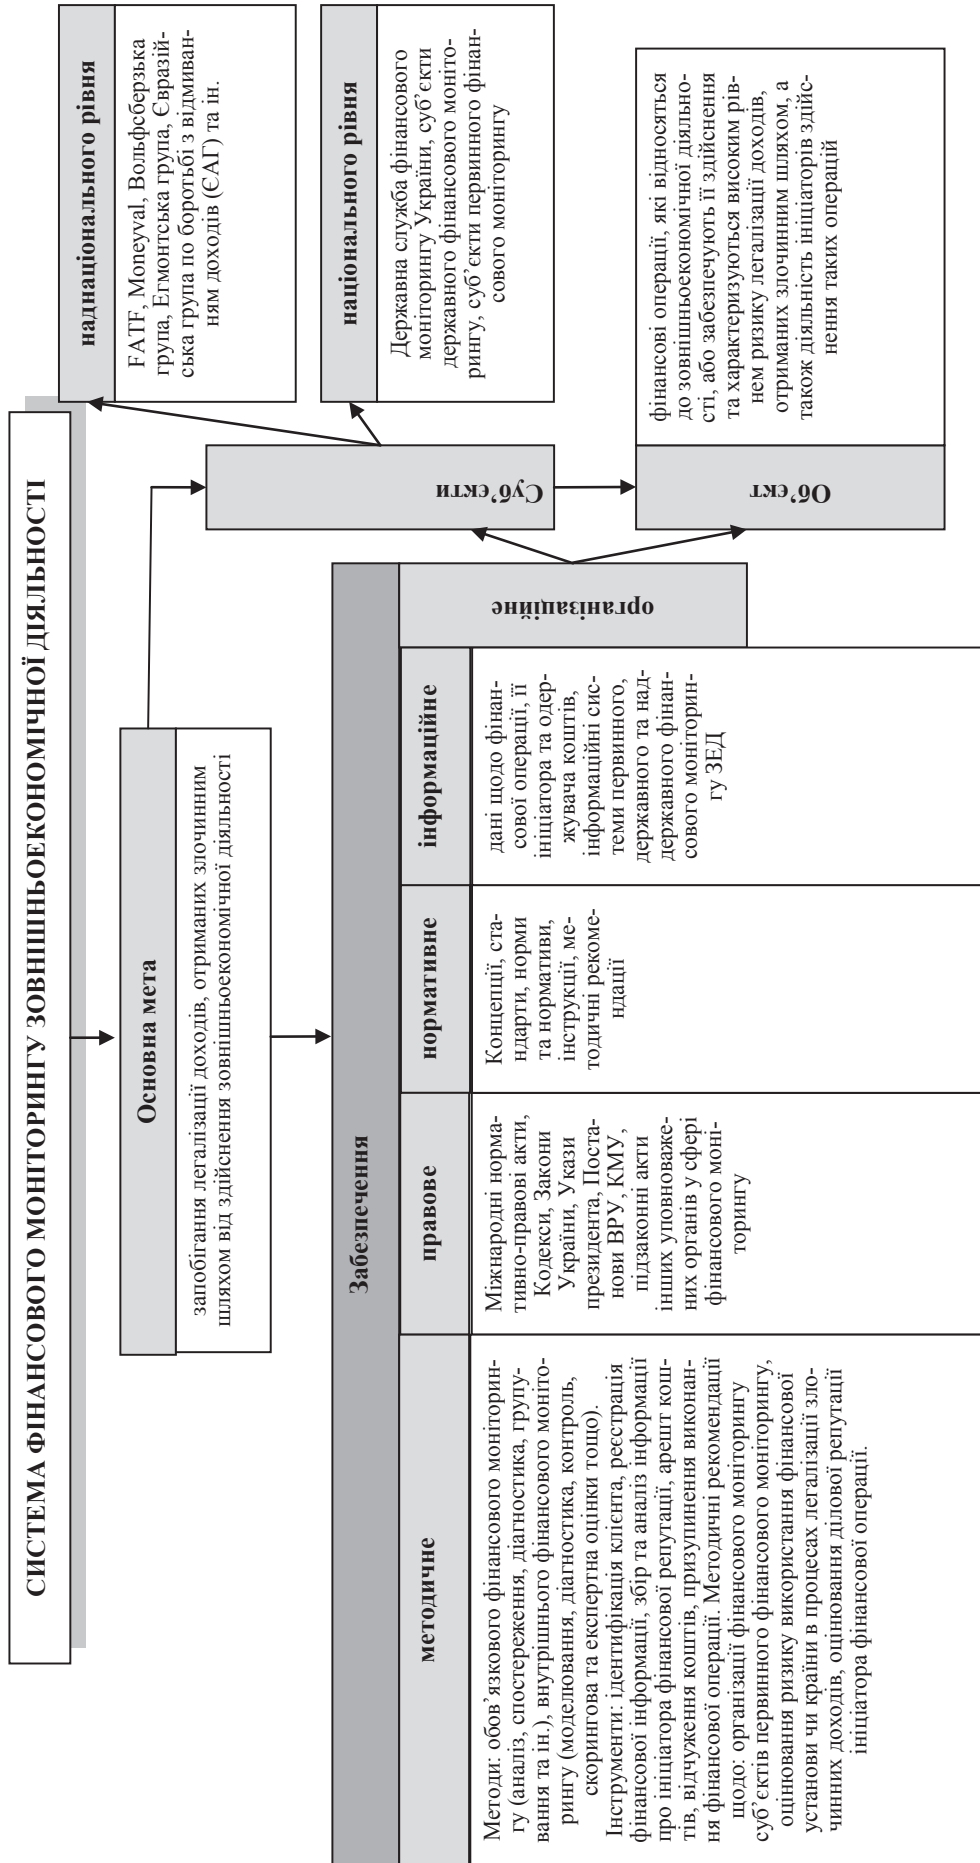 СИСТЕМА ФІНАНСОВОГО МОНІТОРИНГУ ЗОВНІШНЬОЕКОНОМІЧНОЇ ДІЯЛЬНОСТІ
Основна мета
запобігання легалізації доходів, отриманих злочинним
шляхом від здійснення зовнішньоекономічної діяльності
Суб’єкти
наднаціонального рівня
FATF, Moneyval, Вольфсберзька
група, Егмонтська група, Євразій-
ська група по боротьбі з відмиван-
ням доходів (ЄАГ) та ін.
національного рівня
Державна служба фінансового
моніторингу України, суб’єкти
державного фінансового моніто-
рингу, суб’єкти первинного фінан-
сового моніторингу
Об’єкт
фінансові операції, які відносяться
до зовнішньоекономічної діяльно-
сті, або забезпечують її здійснення
та характеризуються високим рів-
нем ризику легалізації доходів,
отриманих злочинним шляхом, а
також діяльність ініціаторів здійс-
нення таких операцій
Забезпечення
методичне
Методи: обов’язкового фінансового моніторин-
гу (аналіз, спостереження, діагностика, групу-
вання та ін.), внутрішнього фінансового моніто-
рингу (моделювання, діагностика, контроль,
скорингова та експертна оцінки тощо).
Інструменти: ідентифікація клієнта, реєстрація
фінансової інформації, збір та аналіз інформації
про ініціатора фінансової репутації, арешт кош-
тів, відчуження коштів, призупинення виконан-
ня фінансової операції. Методичні рекомендації
щодо: організації фінансового моніторингу
суб’єктів первинного фінансового моніторингу,
оцінювання ризику використання фінансової
установи чи країни в процесах легалізації зло-
чинних доходів, оцінювання ділової репутації
ініціатора фінансової операції.
правове
Міжнародні норма-
тивно-правові акти,
Кодекси, Закони
України, Укази
президента, Поста-
нови ВРУ, КМУ,
підзаконні акти
інших уповноваже-
них органів у сфері
фінансового моні-
торингу
нормативне
Концепції, ста-
ндарти, норми
та нормативи,
інструкції, ме-
тодичні рекоме-
ндації
інформаційне
дані щодо фінан-
сової операції, її
ініціатора та одер-
жувача коштів,
інформаційні сис-
теми первинного,
державного та над-
державного фінан-
сового моніторин-
гу ЗЕД
організаційне